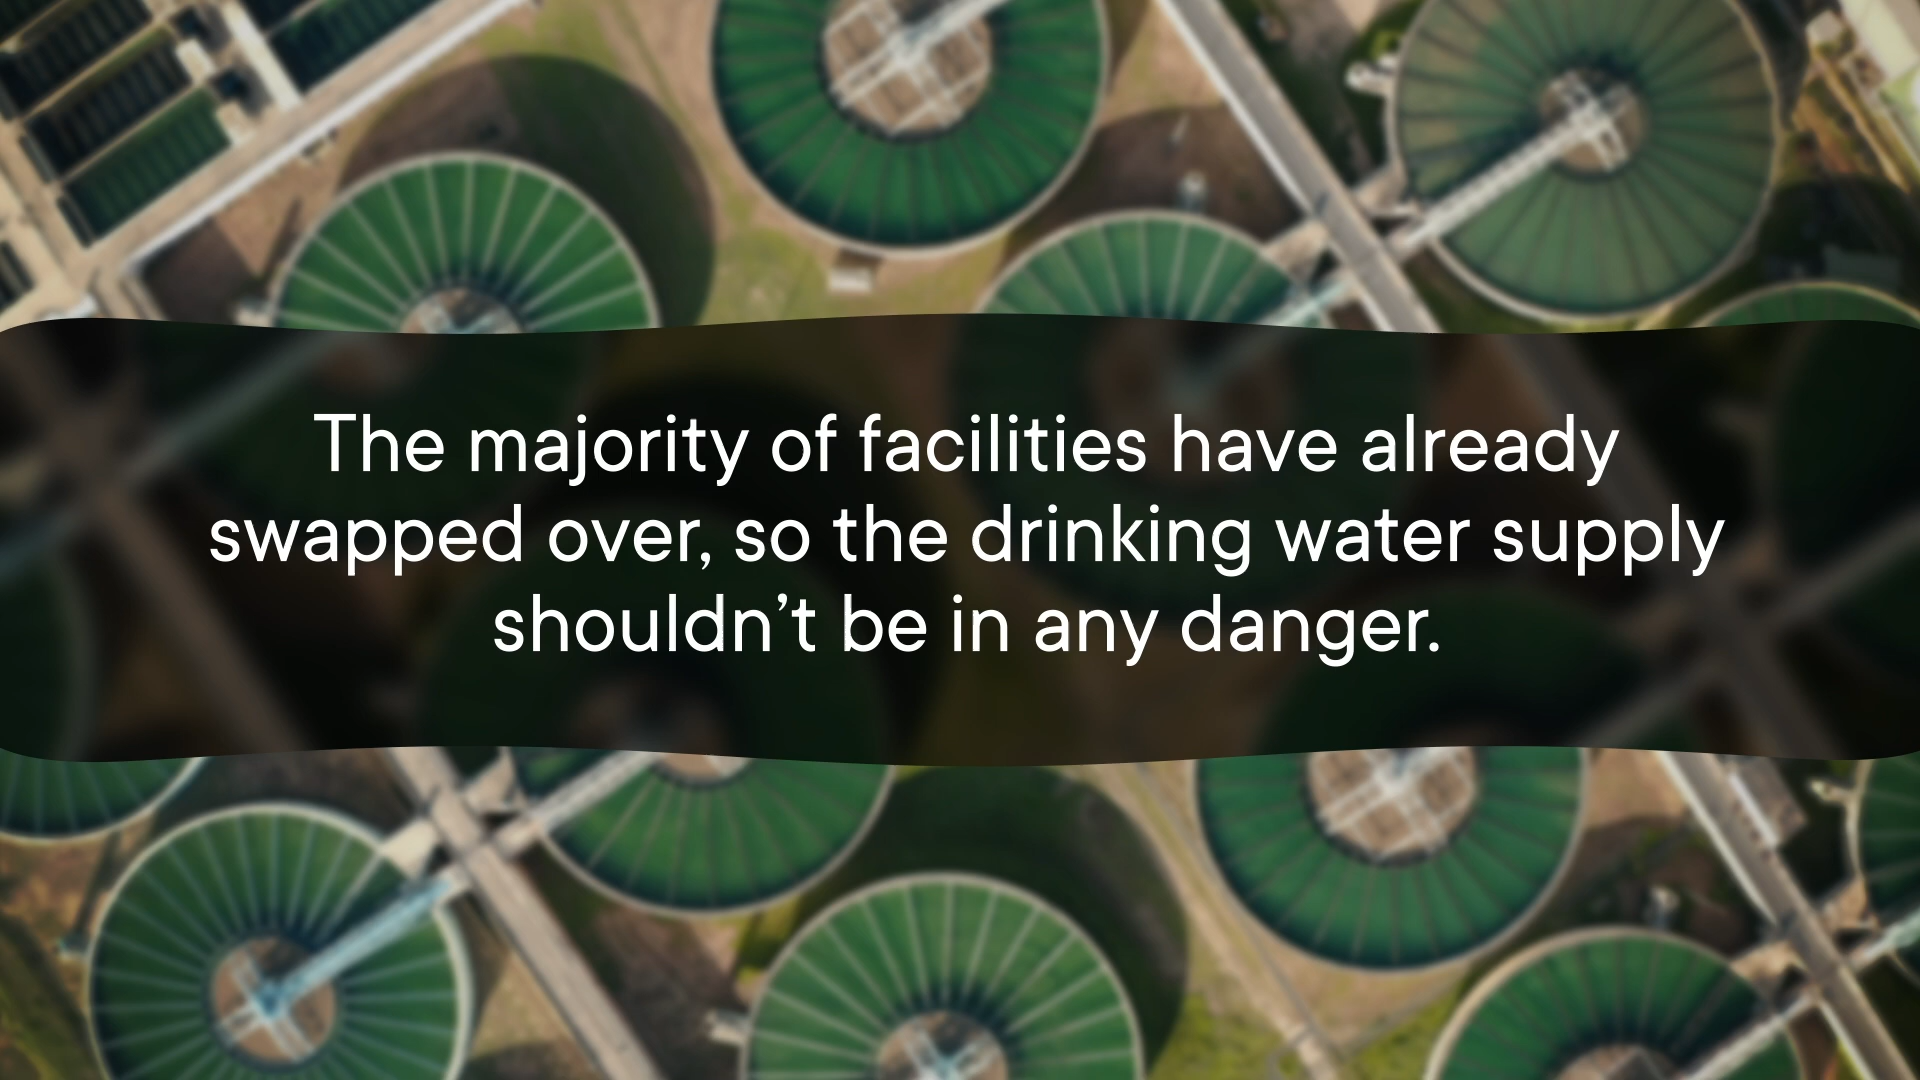 The majority of facilities have already
swapped over, so the drinking water supply
shouldn’t be in any danger.